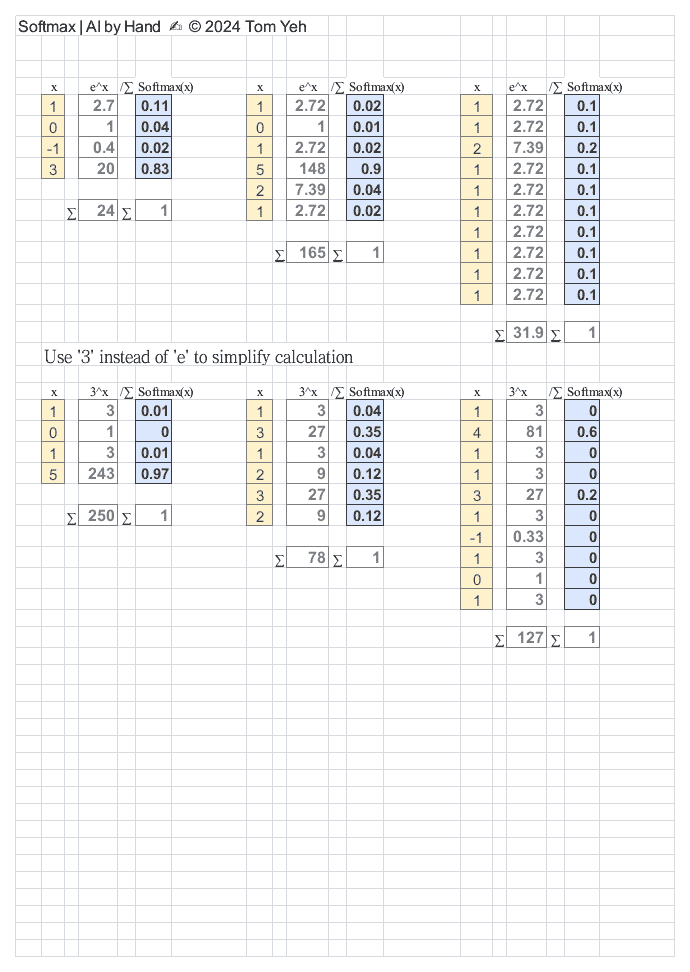 Softmax | AI by Hand ✍ © 2024 Tom Yeh
x e^x /∑ Softmax(x) x e^x /∑ Softmax(x) x e^x /∑ Softmax(x)
1 2.7 0.11 1 2.72 0.02 1 2.72 0.1
0 1 0.04 0 1 0.01 1 2.72 0.1
-1 0.4 0.02 1 2.72 0.02 2 7.39 0.2
3 20 0.83 5 148 0.9 1 2.72 0.1
2 7.39 0.04 1 2.72 0.1
∑ 24 ∑ 1 1 2.72 0.02 1 2.72 0.1
1 2.72 0.1
∑ 165 ∑ 1 1 2.72 0.1
1 2.72 0.1
1 2.72 0.1
∑ 31.9 ∑ 1
Use '3' instead of 'e' to simplify calculation
x 3^x /∑ Softmax(x) x 3^x /∑ Softmax(x) x 3^x /∑ Softmax(x)
1 3 0.01 1 3 0.04 1 3 0
0 1 0 3 27 0.35 4 81 0.6
1 3 0.01 1 3 0.04 1 3 0
5 243 0.97 2 9 0.12 1 3 0
3 27 0.35 3 27 0.2
∑ 250 ∑ 1 2 9 0.12 1 3 0
-1 0.33 0
∑ 78 ∑ 1 1 3 0
0 1 0
1 3 0
∑ 127 ∑ 1